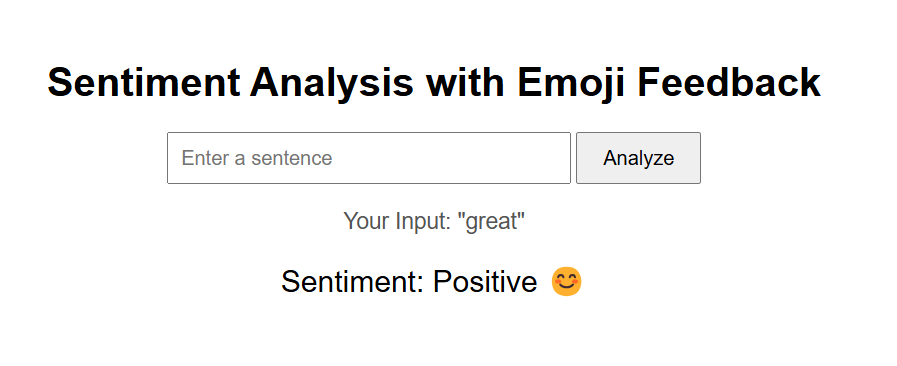 Sentiment Analysis with Emoji Feedback
Enter a sentence Analyze
Your Input: "great"
Sentiment: Positive 😊